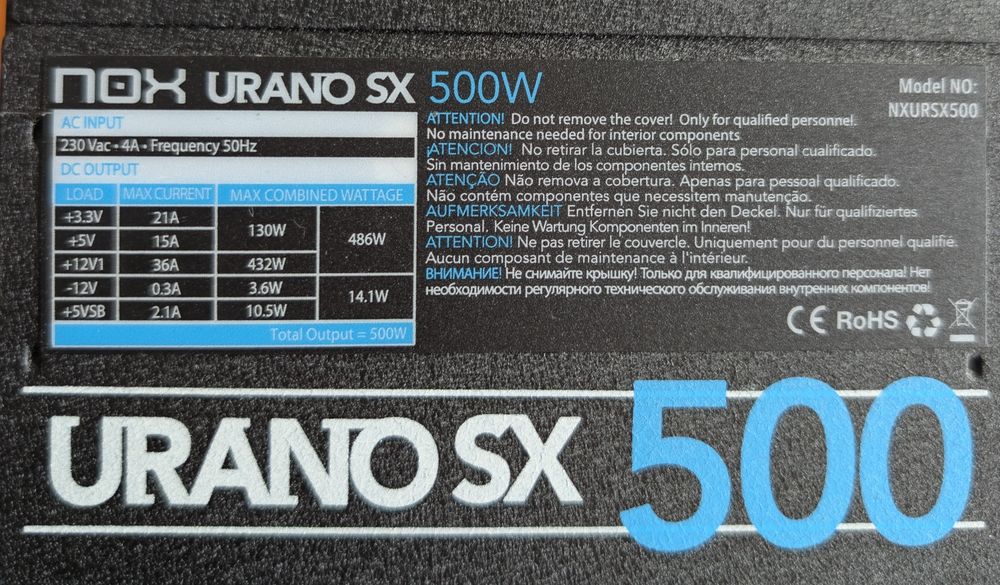 nox URANO SX 500W
Model NO:
NXURSX500
AC INPUT
230 Vac • 4A • Frequency 50Hz
DC OUTPUT
LOAD MAX CURRENT MAX COMBINED WATTAGE
+3.3V 21A 130W 486W
+5V 15A
+12V1 36A 432W
-12V 0.3A 3.6W 14.1W
+5VSB 2.1A 10.5W
Total Output = 500W
ATTENTION! Do not remove the cover! Only for qualified personnel.
No maintenance needed for interior components
¡ATENCION! No retirar la cubierta. Sólo para personal cualificado.
Sin mantenimiento de los componentes internos.
ATENÇÃO Não remova a cobertura. Apenas para pessoal qualificado.
Não contém componentes que necessitem manutenção.
AUFMERKSAMKEIT Entfernen Sie nicht den Deckel. Nur für qualifiziertes
Personal. Keine Wartung Komponenten im Inneren!
ATTENTION! Ne pas retirer le couvercle. Uniquement pour du personnel qualifié.
Aucun composant de maintenance à l'intérieur.
ВНИМАНИЕ! Не снимайте крышку! Только для квалифицированного персонала! Нет
необходимости регулярного технического обслуживания внутренних компонентов!
CE RoHS
URANO SX 500